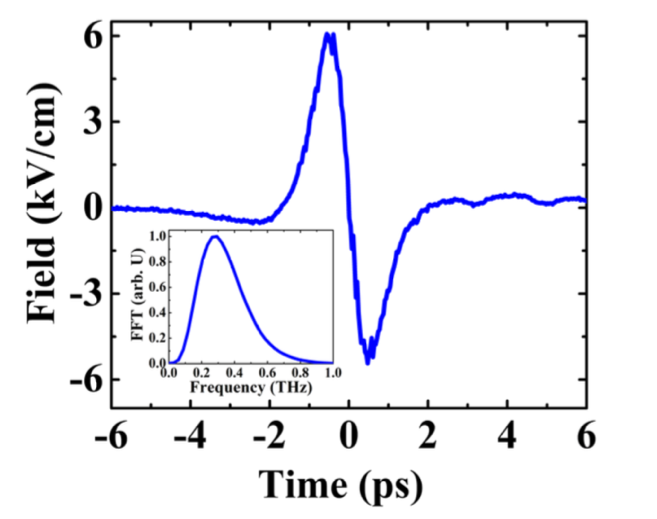 Field (kV/cm)
6
3
0
-3
-6
FFT (arb. U)
1.0
0.8
0.6
0.4
0.2
0.0
0.0 0.2 0.4 0.6 0.8 1.0
Frequency (THz)
-6 -4 -2 0 2 4 6
Time (ps)